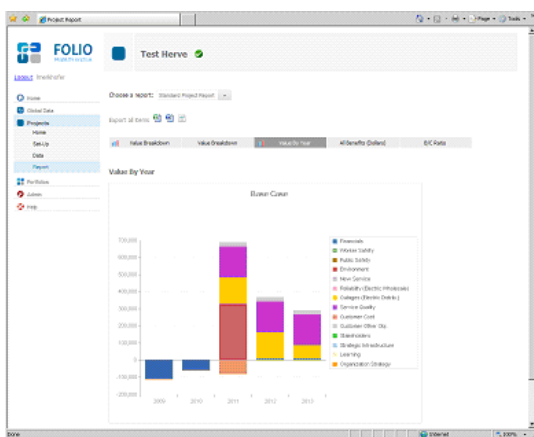 Project Report
Page
Tools
FOLIO
Test Herve
Logout
Home
Global Data
Projects
Home
Set-Up
Data
Report
Portfolios
Admin
Help
Choose a report: Standard Project Report
Export all items
Value Breakdown
Value Breakdown
Value By Year
All Benefits (Dollars)
B/C Ratio
Value By Year
Base Case
700,000
600,000
500,000
400,000
300,000
200,000
100,000
0
-100,000
-200,000
2009
2010
2011
2012
2013
Financials
Worker Safety
Public Safety
Environment
New Service
Reliability (Electric Wholesale)
Outages (Electric Distrib.)
Service Quality
Customer Cost
Customer Other Obj.
Stakeholders
Strategic Infrastructure
Learning
Organization Strategy
Done
Internet
100%